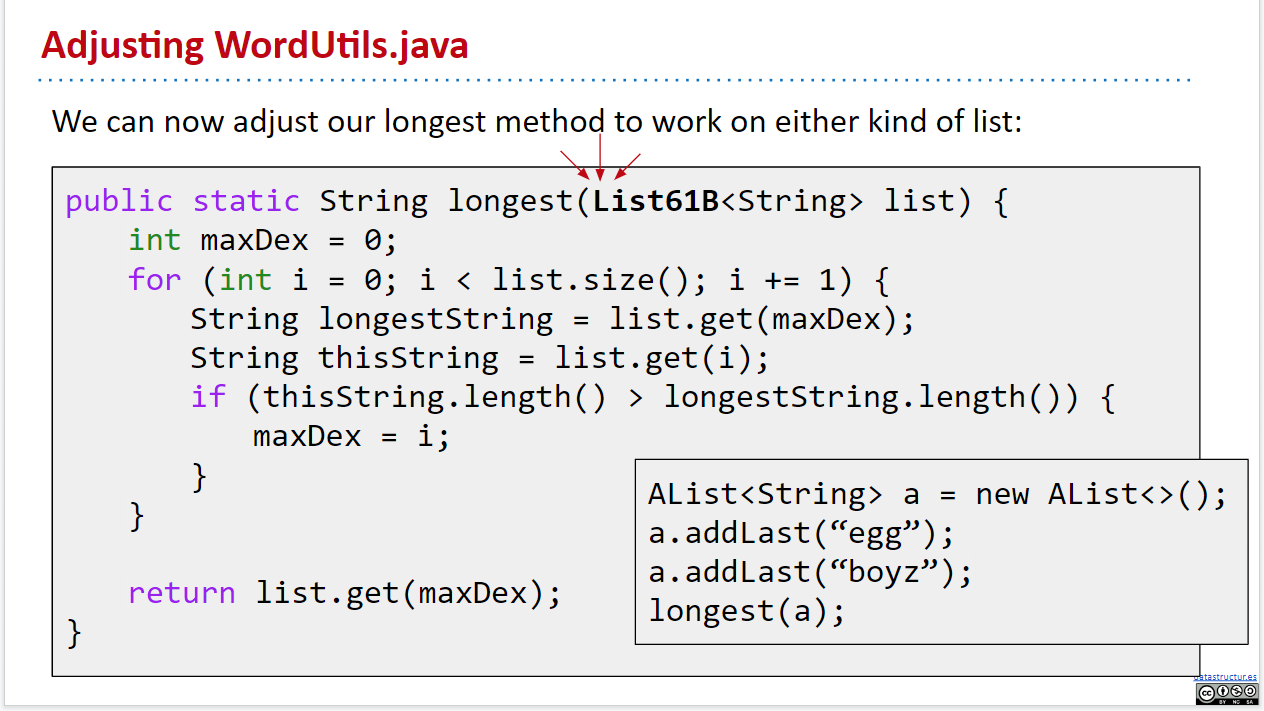 Adjusting WordUtils.java
We can now adjust our longest method to work on either kind of list:
public static String longest(List61B<String> list) {
int maxDex = 0;
for (int i = 0; i < list.size(); i += 1) {
String longestString = list.get(maxDex);
String thisString = list.get(i);
if (thisString.length() > longestString.length()) {
maxDex = i;
}
}
return list.get(maxDex);
}
AList<String> a = new AList<>();
a.addLast(“egg”);
a.addLast(“boyz”);
longest(a);
datastructur.es
cc
BY NC SA